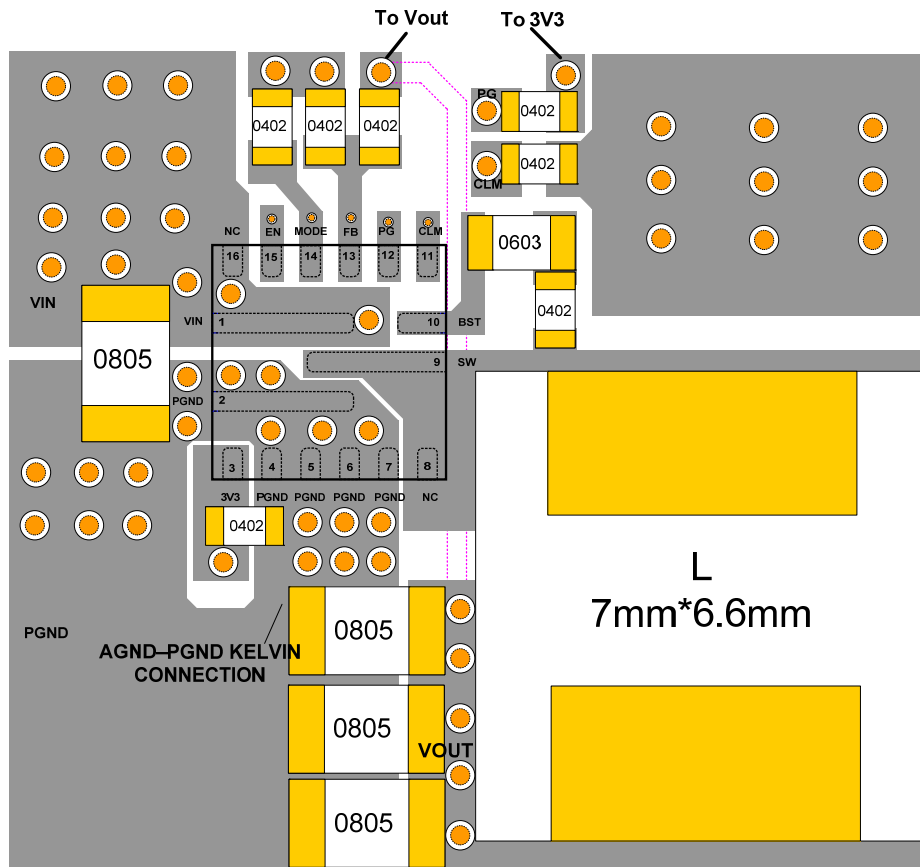 To Vout
To 3V3
PG
0402
0402
0402
0402
0402
CLM
NC
EN
MODE
FB
PG
CLM
16
15
14
13
12
11
0603
VIN
VIN
1
10
BST
0402
0805
9
SW
PGND
2
3
4
5
6
7
8
3V3
PGND
PGND
PGND
PGND
NC
0402
L
7mm*6.6mm
PGND
0805
AGND–PGND KELVIN
CONNECTION
0805
VOUT
0805